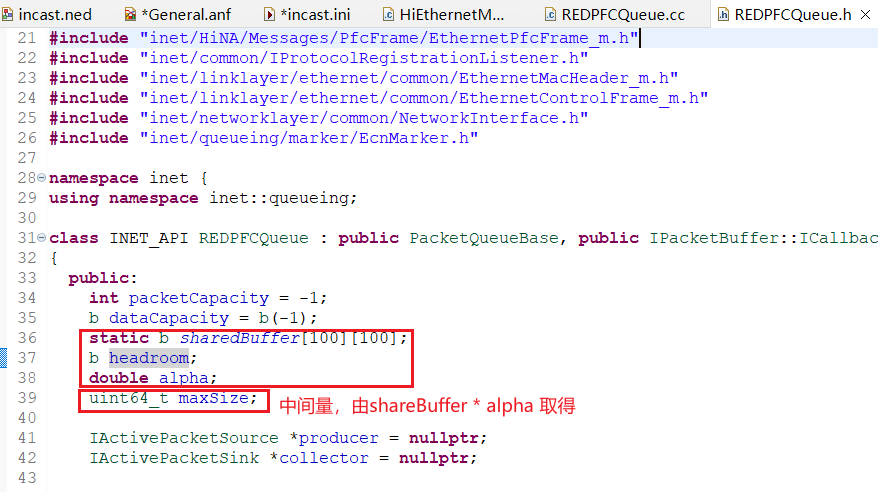 incast.ned *General.anf *incast.ini HiEthernetM... REDPFCQueue.cc REDPFCQueue.h
21 #include "inet/HiNA/Messages/PfcFrame/EthernetPfcFrame_m.h"
22 #include "inet/common/IProtocolRegistrationListener.h"
23 #include "inet/linklayer/ethernet/common/EthernetMacHeader_m.h"
24 #include "inet/linklayer/ethernet/common/EthernetControlFrame_m.h"
25 #include "inet/networklayer/common/NetworkInterface.h"
26 #include "inet/queueing/marker/EcnMarker.h"
27
28 namespace inet {
29 using namespace inet::queueing;
30
31 class INET_API REDPFCQueue : public PacketQueueBase, public IPacketBuffer::ICallbac
32 {
33 public:
34 int packetCapacity = -1;
35 b dataCapacity = b(-1);
36 static b sharedBuffer[100][100];
37 b headroom;
38 double alpha;
39 uint64_t maxSize; 中间量，由shareBuffer * alpha 取得
40
41 IActivePacketSource *producer = nullptr;
42 IActivePacketSink *collector = nullptr;
43